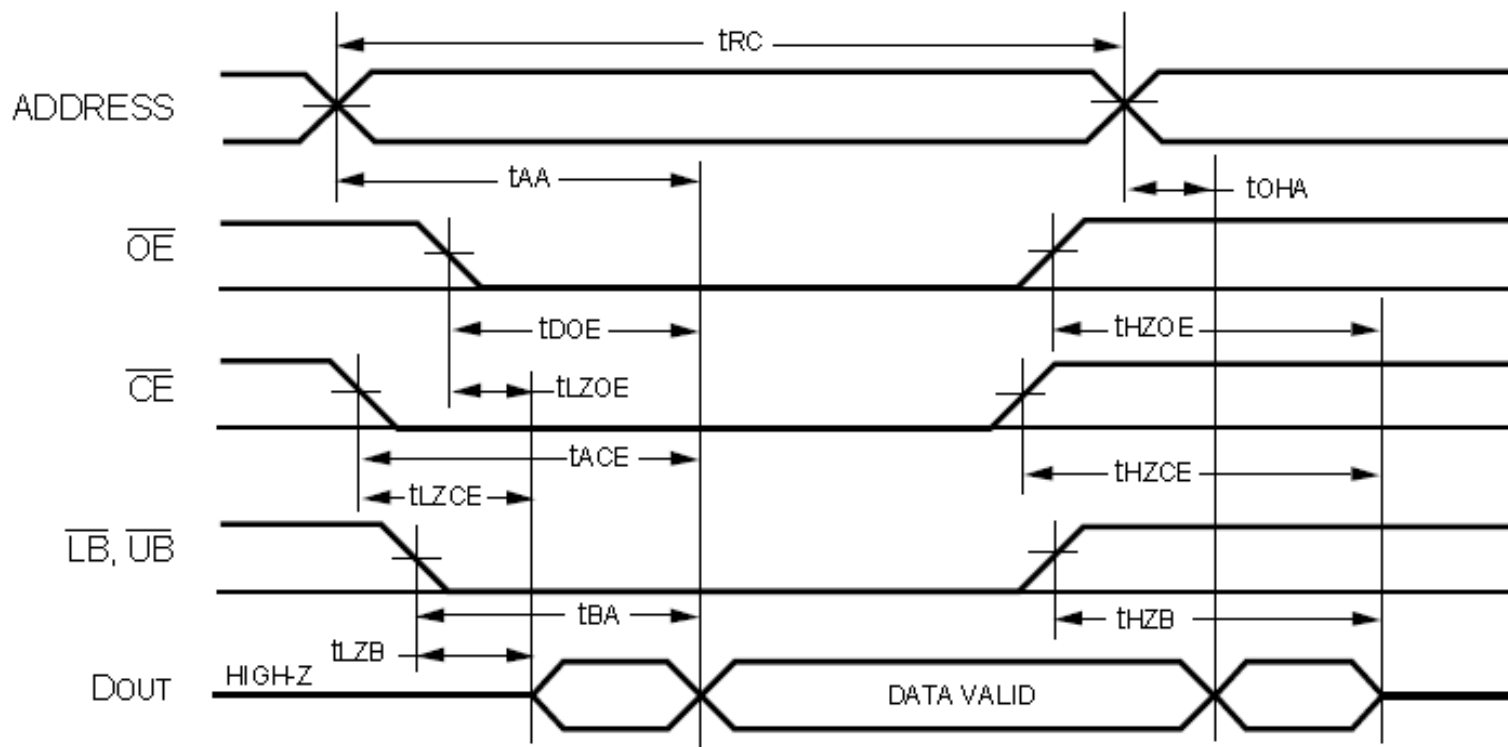 tRC
ADDRESS
tAA
tOHA
OE
tDOE
tHZOE
CE
tLZOE
tACE
tHZCE
tLZCE
LB, UB
tBA
tHZB
tLZB
HIGH-Z
DOUT
DATA VALID